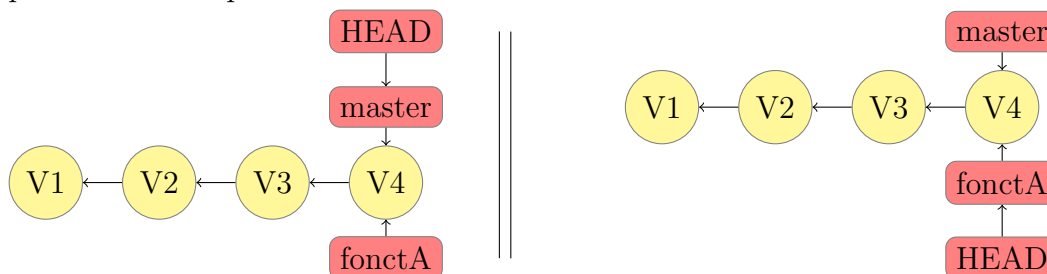 HEAD
master
V1 V2 V3 V4
fonctA
master
V1 V2 V3 V4
fonctA
HEAD